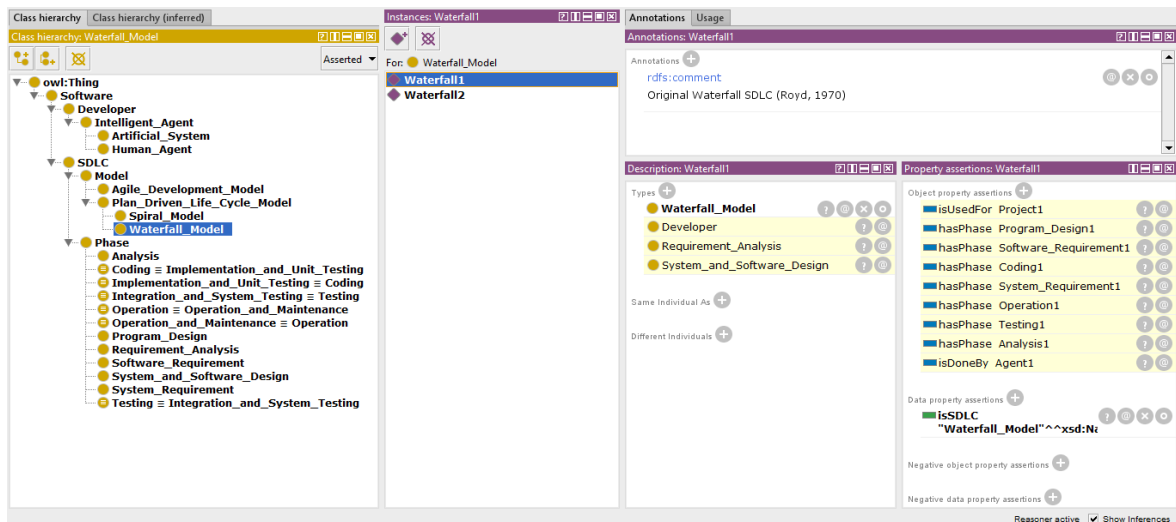 Class hierarchy Class hierarchy (inferred)
Class hierarchy: Waterfall_Model
Asserted
owl:Thing
Software
Developer
Intelligent_Agent
Artificial_System
Human_Agent
SDLC
Model
Agile_Development_Model
Plan_Driven_Life_Cycle_Model
Spiral_Model
Waterfall_Model
Phase
Analysis
Coding ≡ Implementation_and_Unit_Testing
Implementation_and_Unit_Testing ≡ Coding
Integration_and_System_Testing ≡ Testing
Operation ≡ Operation_and_Maintenance
Operation_and_Maintenance ≡ Operation
Program_Design
Requirement_Analysis
Software_Requirement
System_and_Software_Design
System_Requirement
Testing ≡ Integration_and_System_Testing
Instances: Waterfall_Model
For: Waterfall_Model
Waterfall1
Waterfall2
Annotations Usage
Annotations: Waterfall1
Annotations
rdfs:comment
Original Waterfall SDLC (Royd, 1970)
Description: Waterfall1
Types
Waterfall_Model
Developer
Requirement_Analysis
System_and_Software_Design
Same Individual As
Different Individuals
Property assertions: Waterfall1
Object property assertions
isUsedFor Project1
hasPhase Program_Design1
hasPhase Software_Requirement1
hasPhase Coding1
hasPhase System_Requirement1
hasPhase Operation1
hasPhase Testing1
hasPhase Analysis1
isDoneBy Agent1
Data property assertions
isSDLC
"Waterfall_Model"^^xsd:Na
Negative object property assertions
Negative data property assertions
Reasoner active Show Inferences